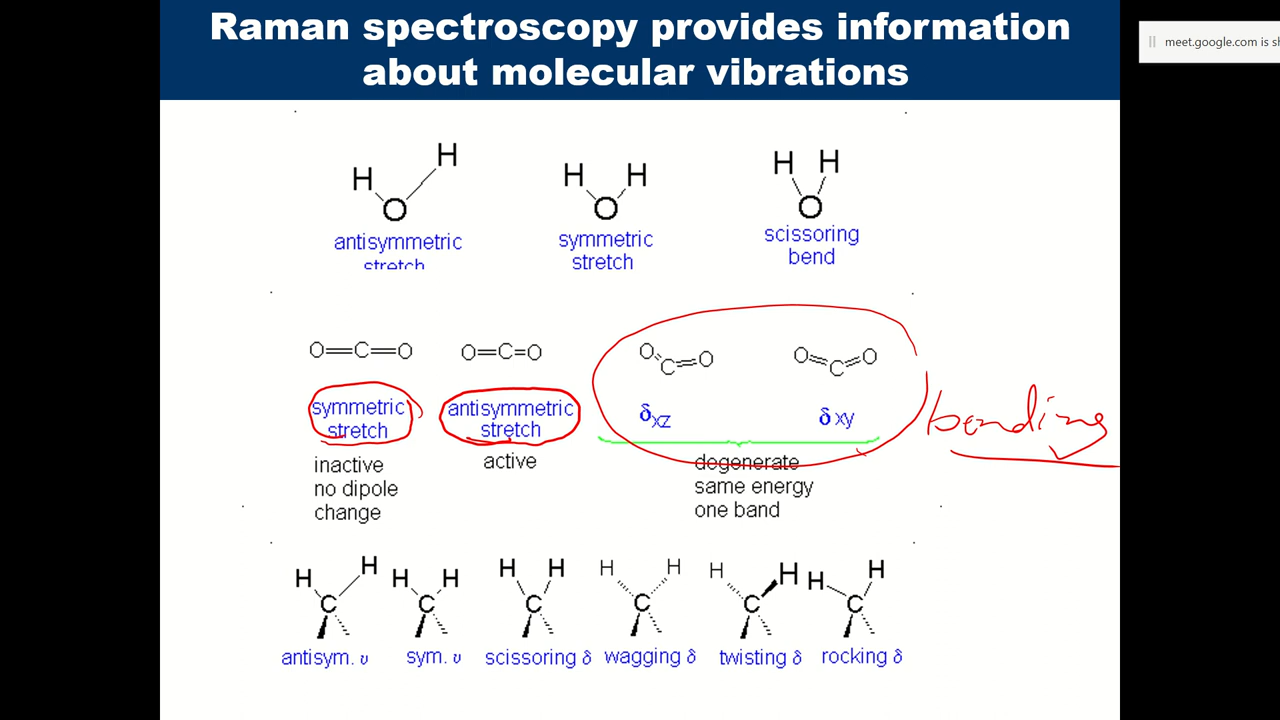 Raman spectroscopy provides information
about molecular vibrations
meet.google.com is sh
H H
O
antisymmetric
stretch
H H
O
symmetric
stretch
H H
O
scissoring
bend
O=C=O
symmetric
stretch
inactive
no dipole
change
O=C=O
antisymmetric
stretch
active
O=C=O
δxz
O=C=O
δ xy
degenerate
same energy
one band
bending
H H
C
antisym. υ
H H
C
sym. υ
H H
C
scissoring δ
H H
C
wagging δ
H H
C
twisting δ
H H
C
rocking δ